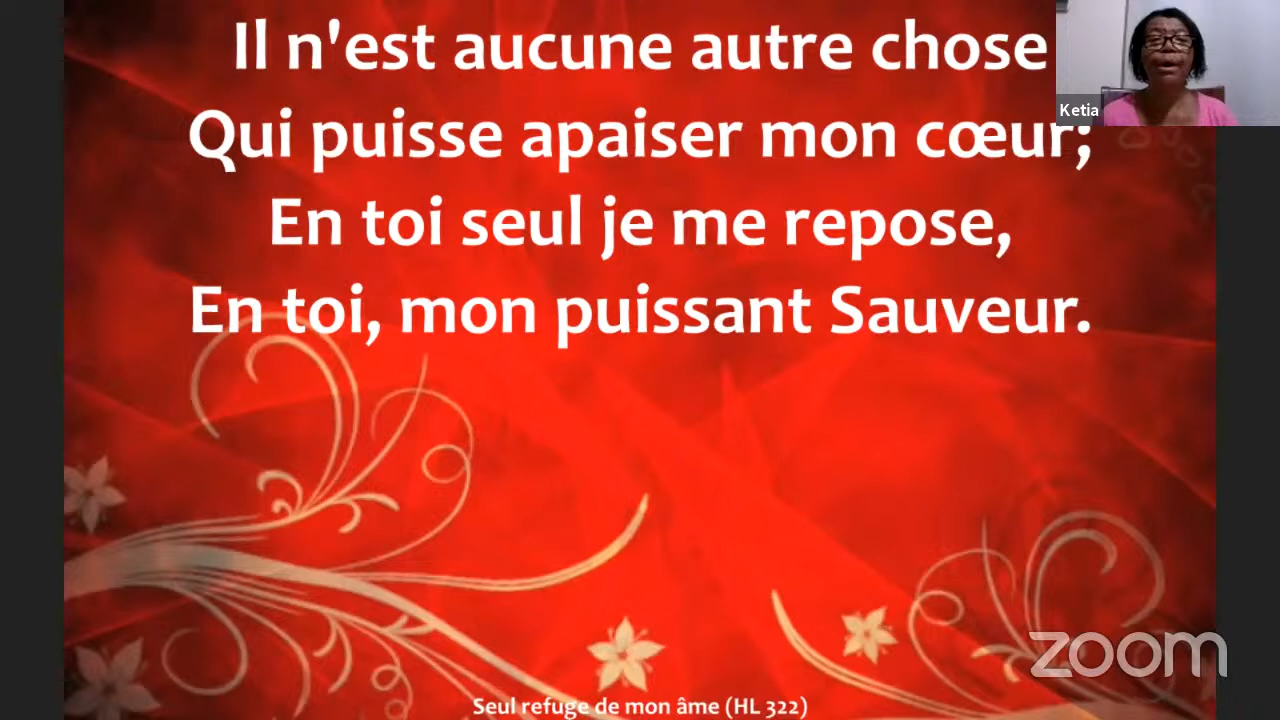 Il n'est aucune autre chose
Qui puisse apaiser mon cœur;
En toi seul je me repose,
En toi, mon puissant Sauveur.
Ketia
zoom
Seul refuge de mon âme (HL 322)